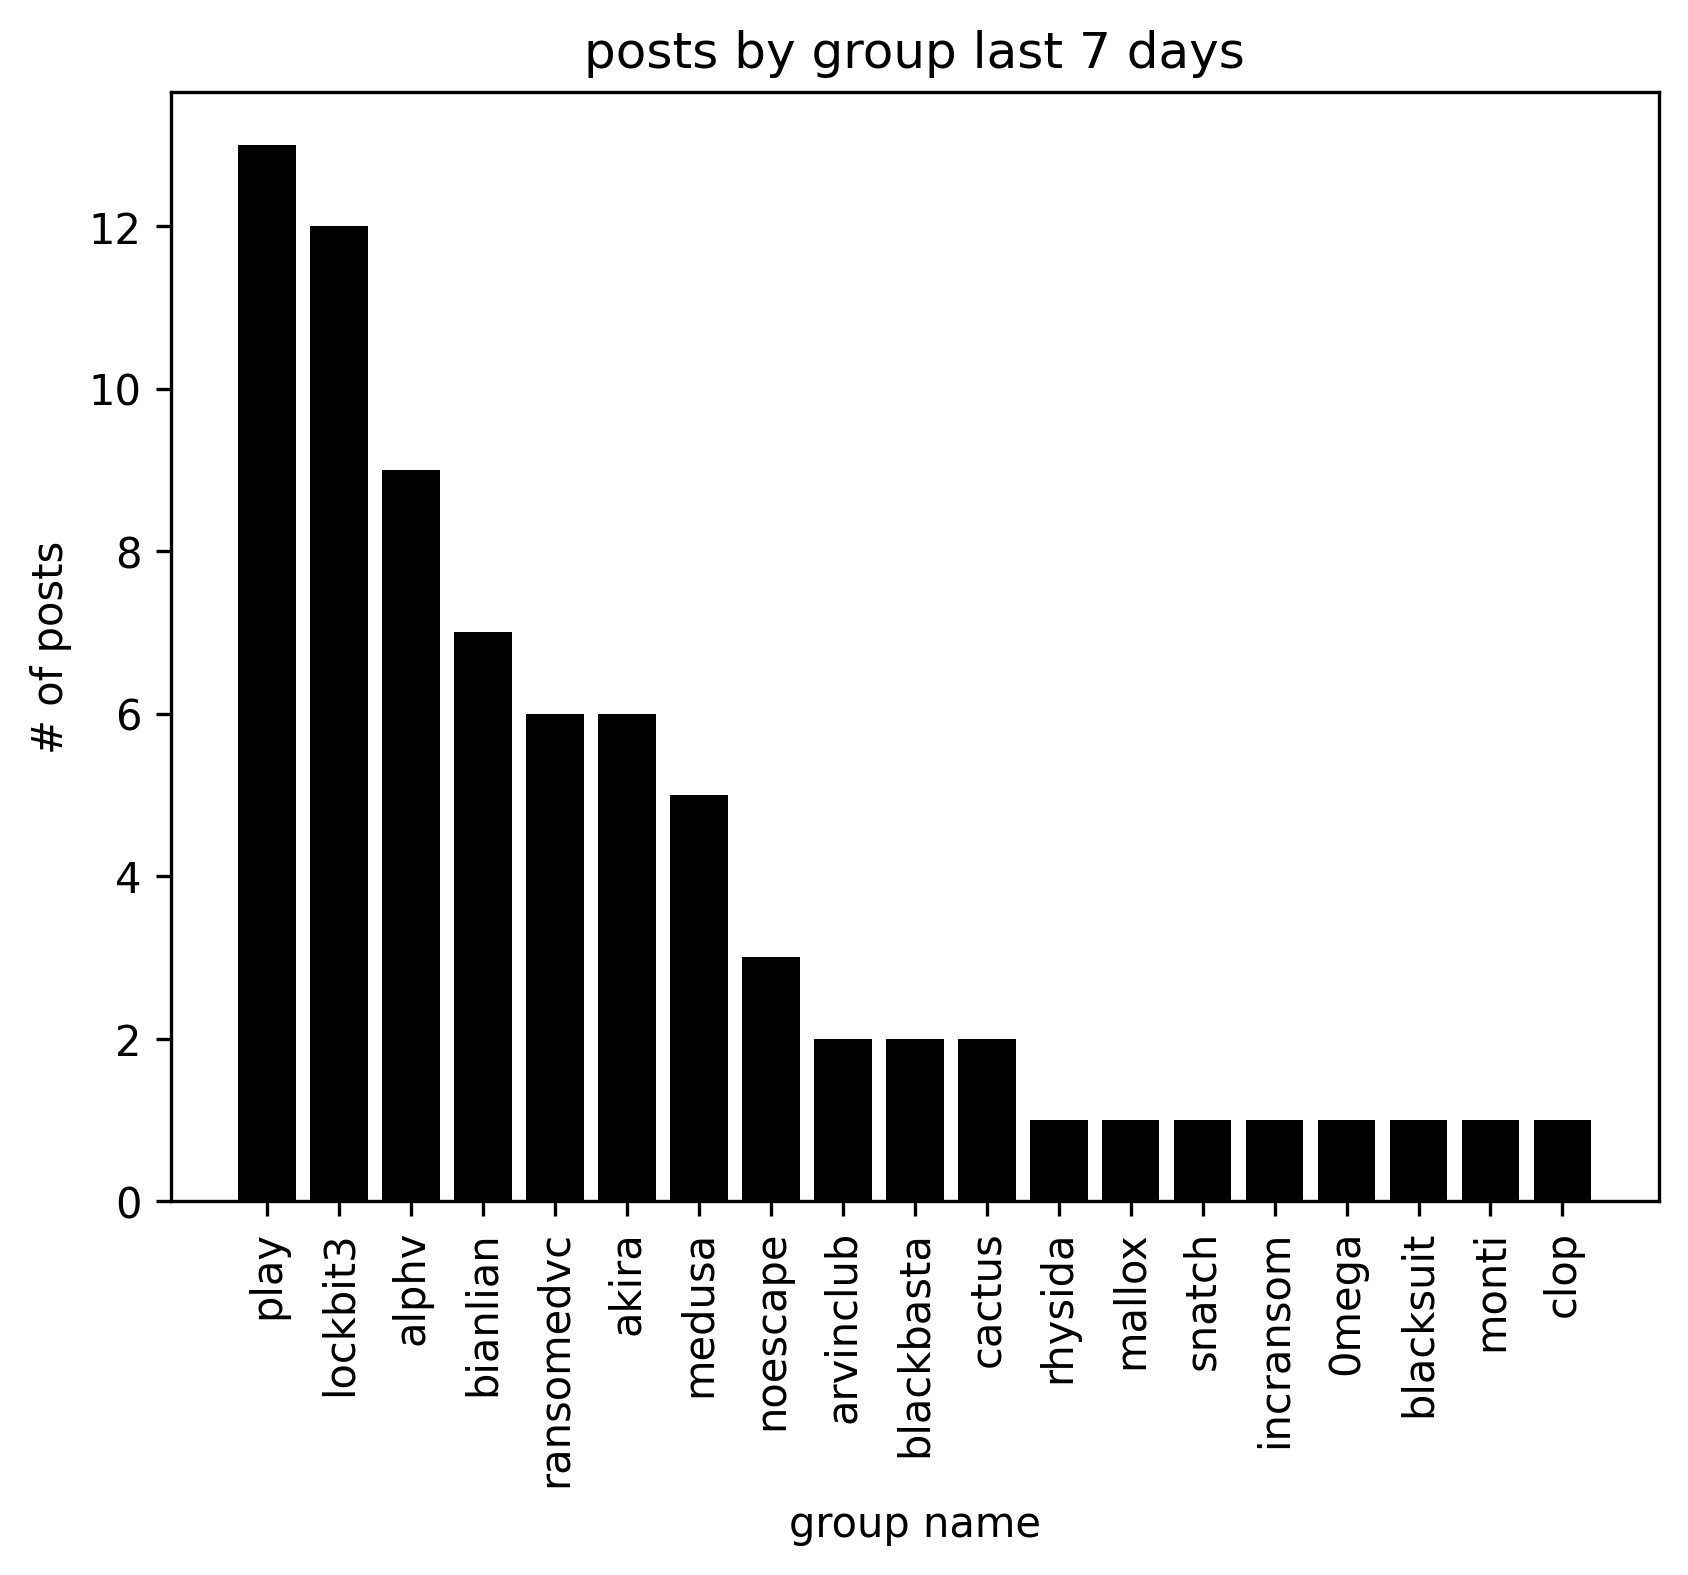 posts by group last 7 days
# of posts
12
10
8
6
4
2
0
play
lockbit3
alphv
bianlian
ransomedvc
akira
medusa
noescape
arvinclub
blackbasta
cactus
rhysida
mallox
snatch
incransom
0mega
blacksuit
monti
clop
group name